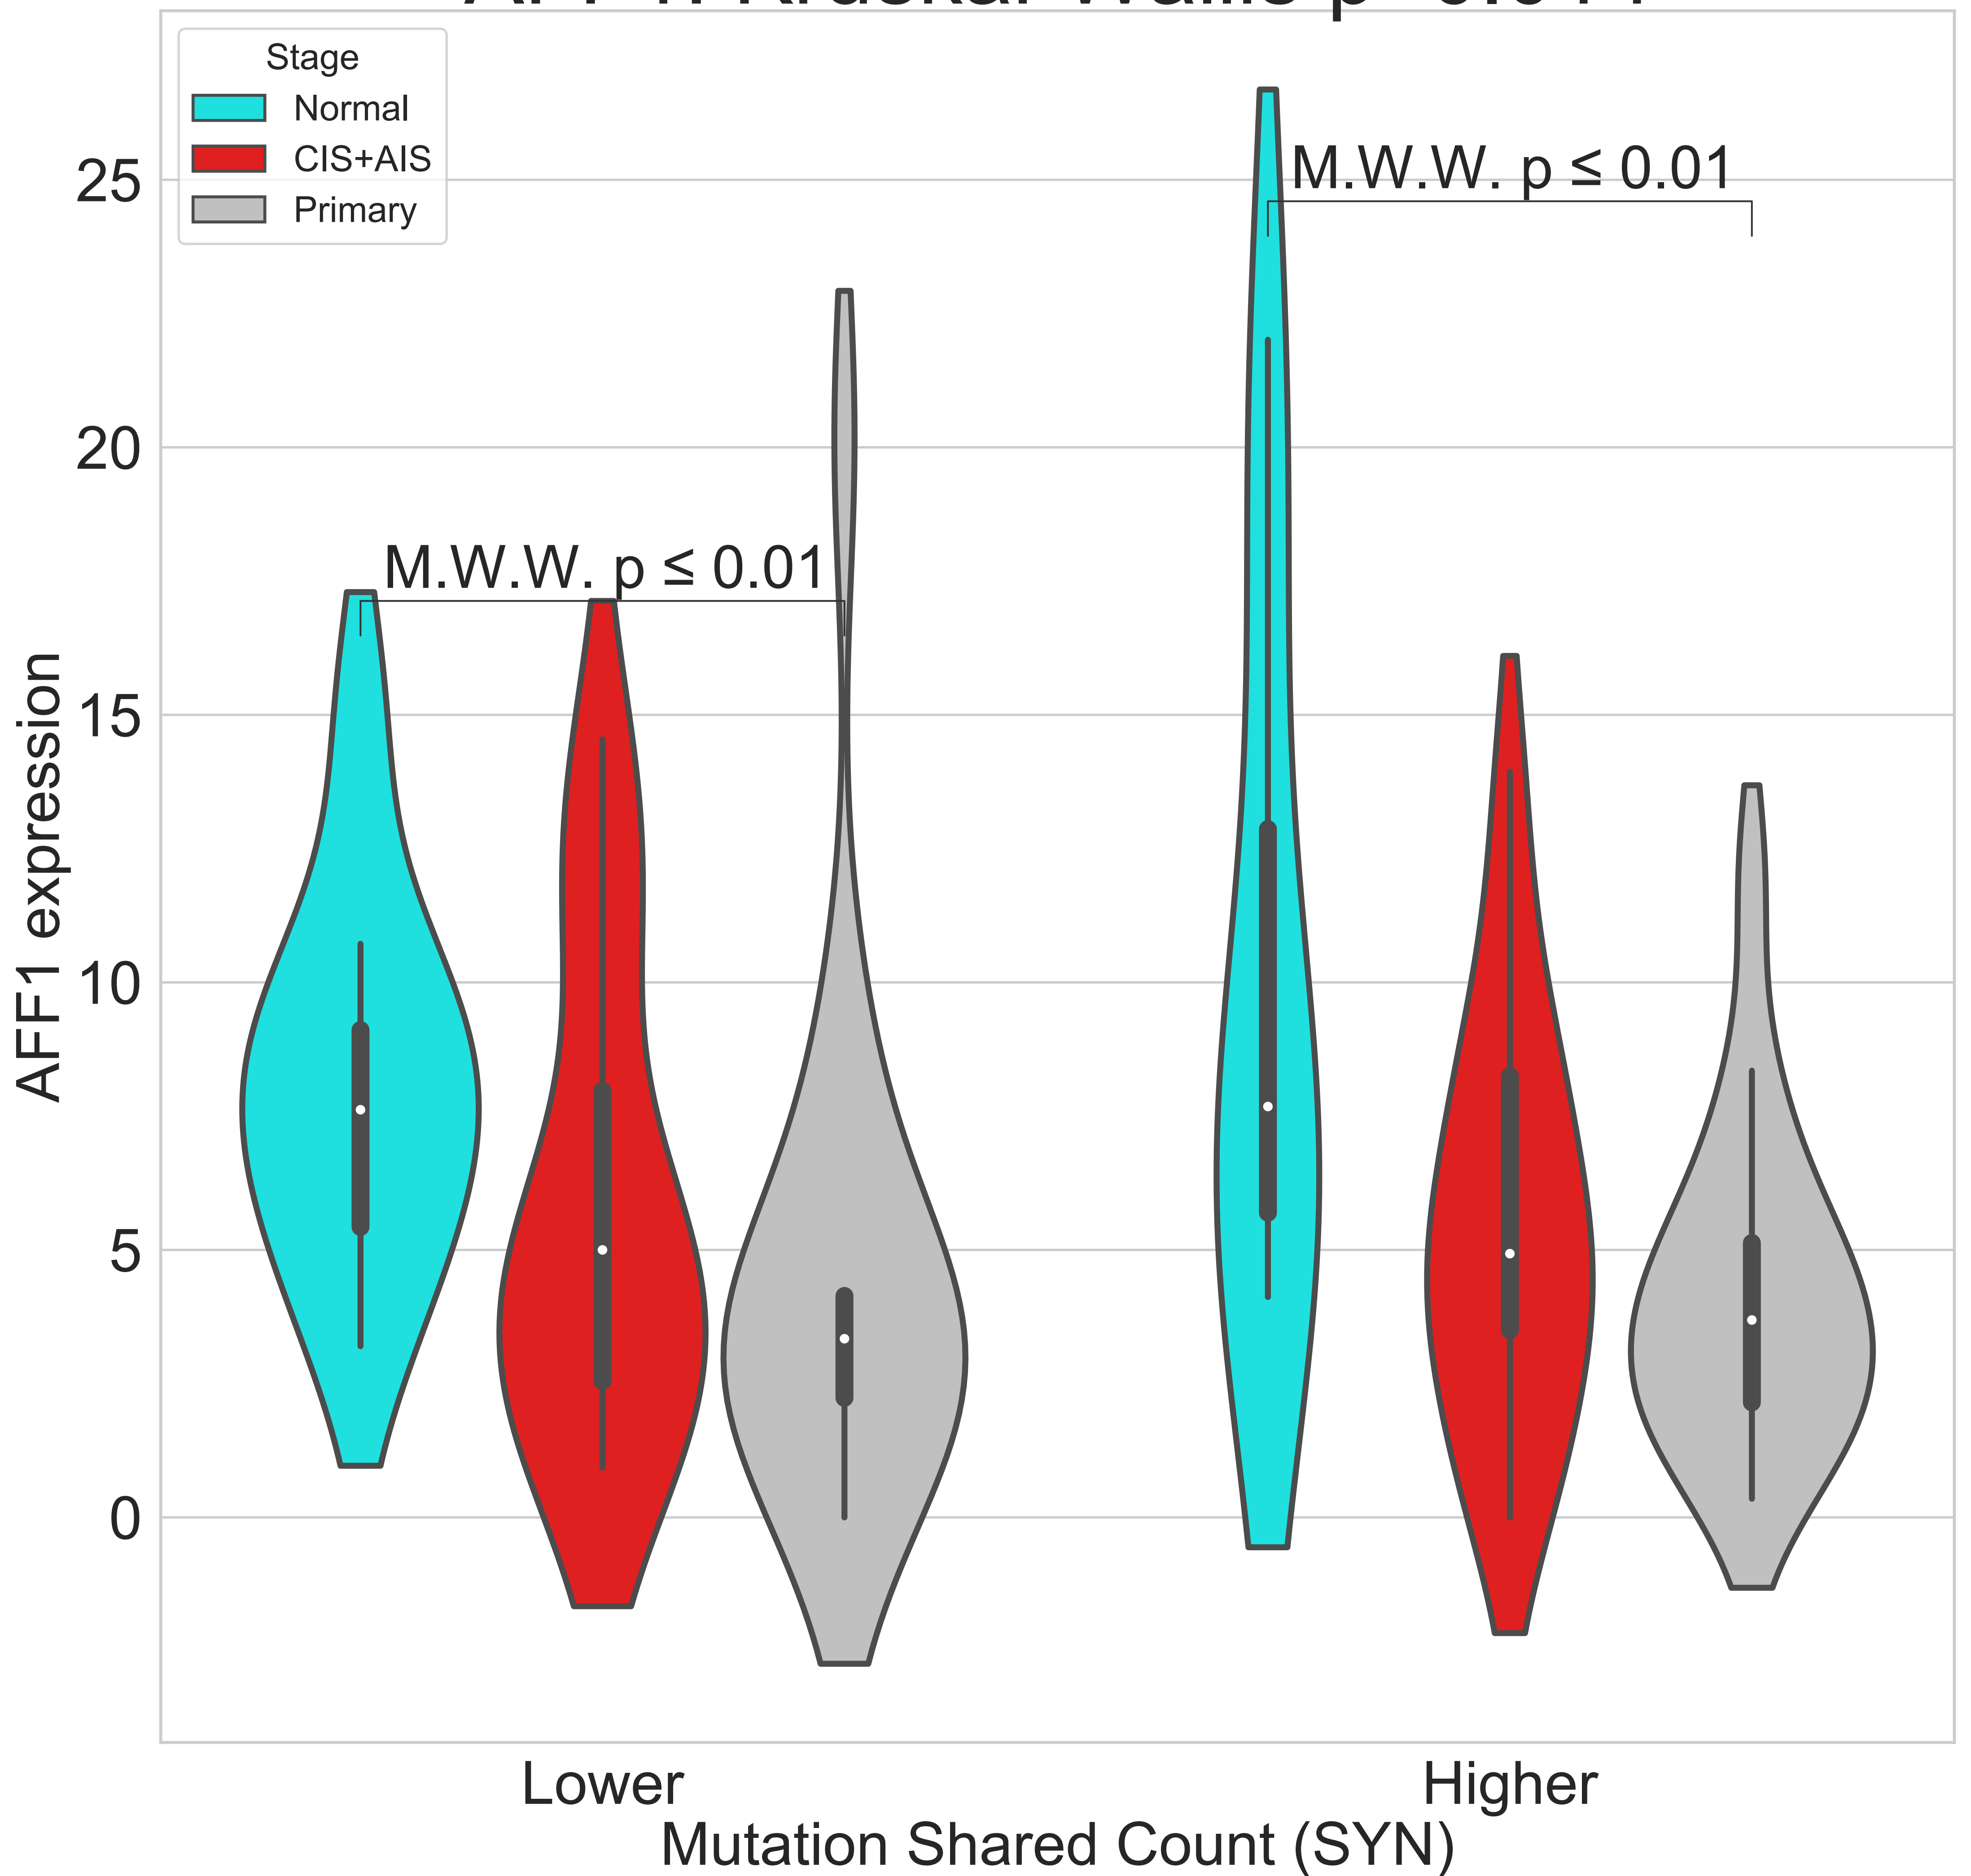 Stage
Normal
CIS+AIS
Primary
25
20
15
10
5
0
AFF1 expression
M.W.W. p ≤ 0.01
M.W.W. p ≤ 0.01
Lower
Higher
Mutation Shared Count (SYN)